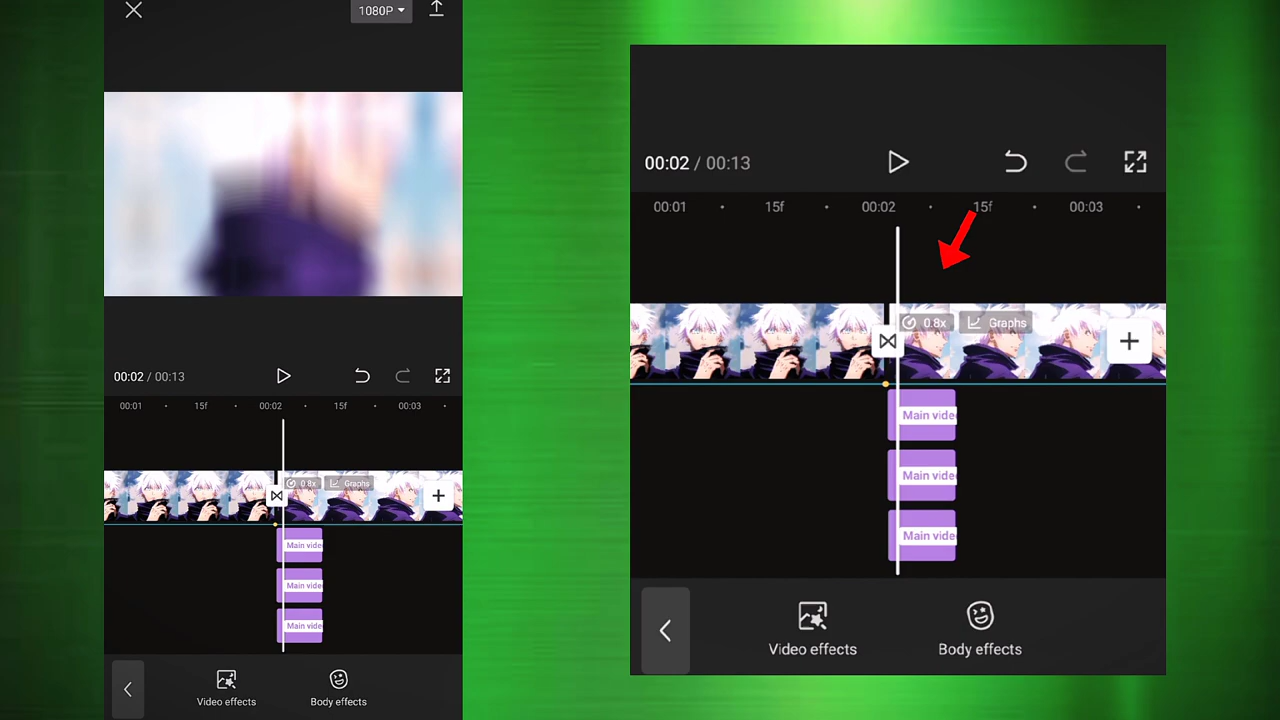 1080P
00:02 / 00:13
00:01 15f 00:02 15f 00:03
0.8x Graphs
Main vide
Main vide
Main vide
Video effects Body effects
00:02 / 00:13
00:01 15f 00:02 15f 00:03
0.8x Graphs
Main vide
Main vide
Main vide
Video effects Body effects